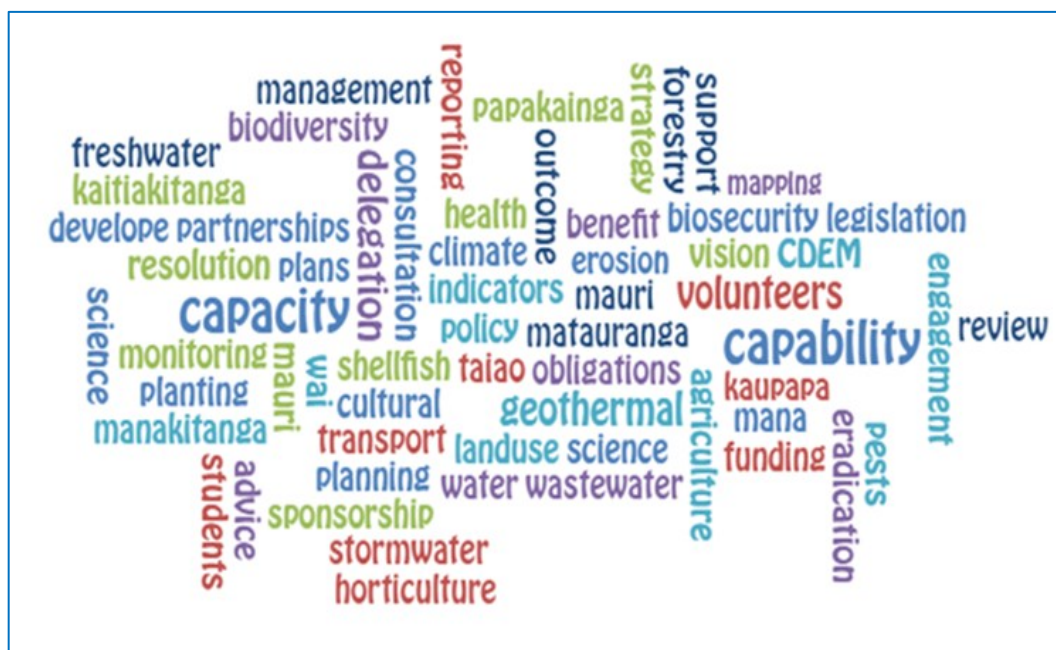 reporting
management
papakainga
strategy
forestry
support
biodiversity
outcome
freshwater
delegation
consultation
mapping
kaitiakitanga
health
benefit
biosecurity legislation
develope partnerships
climate
erosion
vision CDEM
resolution plans
indicators
mauri
volunteers
engagement
science
capacity
policy
matauranga
capability
review
monitoring
mauri
wai
shellfish
taiao
obligations
agriculture
kaupapa
planting
cultural
geothermal
mana
eradication
pests
manakitanga
transport
landuse science
funding
students
advice
planning
water wastewater
sponsorship
stormwater
horticulture